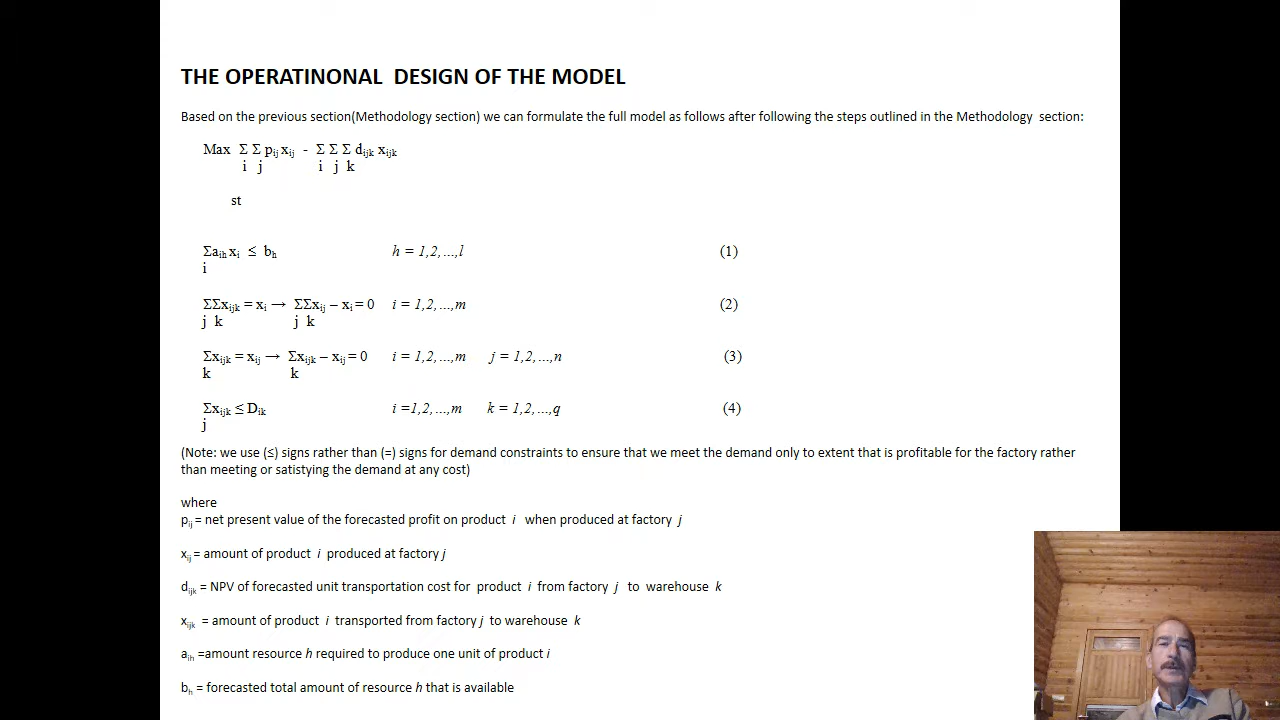 THE OPERATINONAL DESIGN OF THE MODEL
Based on the previous section(Methodology section) we can formulate the full model as follows after following the steps outlined in the Methodology section:
Max Σ Σ pij xij - Σ Σ Σ dijk xijk
i j i j k
st
Σaih xi ≤ bh h = 1,2,...,l (1)
i
ΣΣxijk = xi → ΣΣxij – xi = 0 i = 1,2,...,m (2)
j k j k
Σxijk = xij → Σxijk – xij = 0 i = 1,2,...,m j = 1,2,...,n (3)
k k
Σxijk ≤ Dik i =1,2,...,m k = 1,2,...,q (4)
j
(Note: we use (≤) signs rather than (=) signs for demand constraints to ensure that we meet the demand only to extent that is profitable for the factory rather
than meeting or satistying the demand at any cost)
where
pij = net present value of the forecasted profit on product i when produced at factory j
xij = amount of product i produced at factory j
dijk = NPV of forecasted unit transportation cost for product i from factory j to warehouse k
xijk = amount of product i transported from factory j to warehouse k
aih =amount resource h required to produce one unit of product i
bh = forecasted total amount of resource h that is available